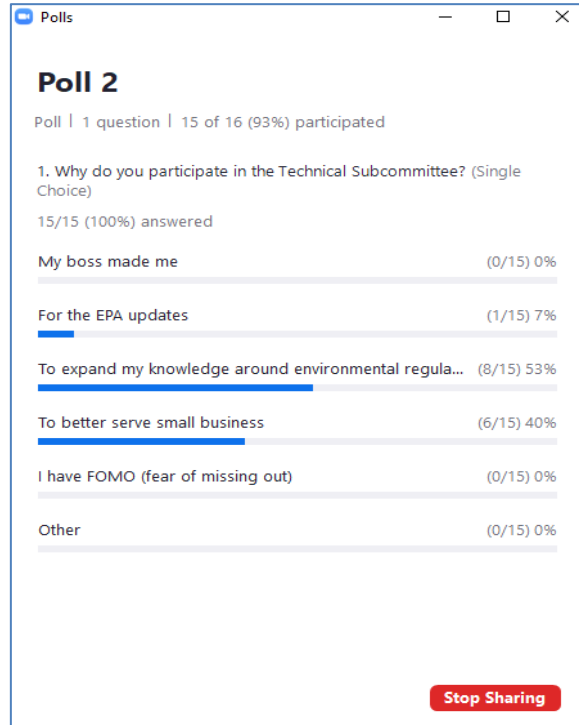 Polls
Poll 2
Poll | 1 question | 15 of 16 (93%) participated
1. Why do you participate in the Technical Subcommittee? (Single
Choice)
15/15 (100%) answered
My boss made me (0/15) 0%
For the EPA updates (1/15) 7%
To expand my knowledge around environmental regula... (8/15) 53%
To better serve small business (6/15) 40%
I have FOMO (fear of missing out) (0/15) 0%
Other (0/15) 0%
Stop Sharing